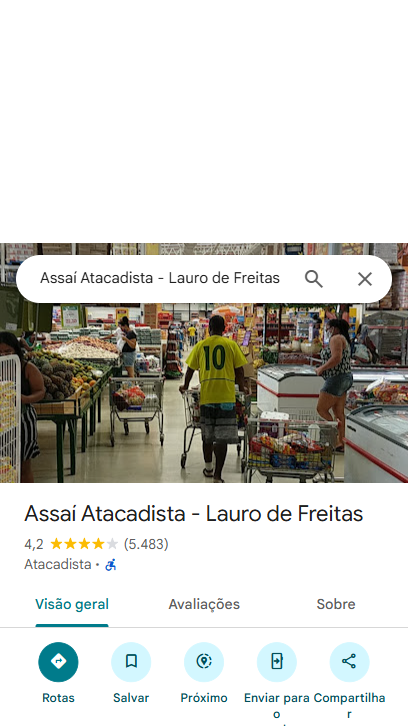 Assaí Atacadista - Lauro de Freitas
10
Assaí Atacadista - Lauro de Freitas
4,2 (5.483)
Atacadista ·
Visão geral Avaliações Sobre
Rotas Salvar Próximo Enviar para Compartilha
o r